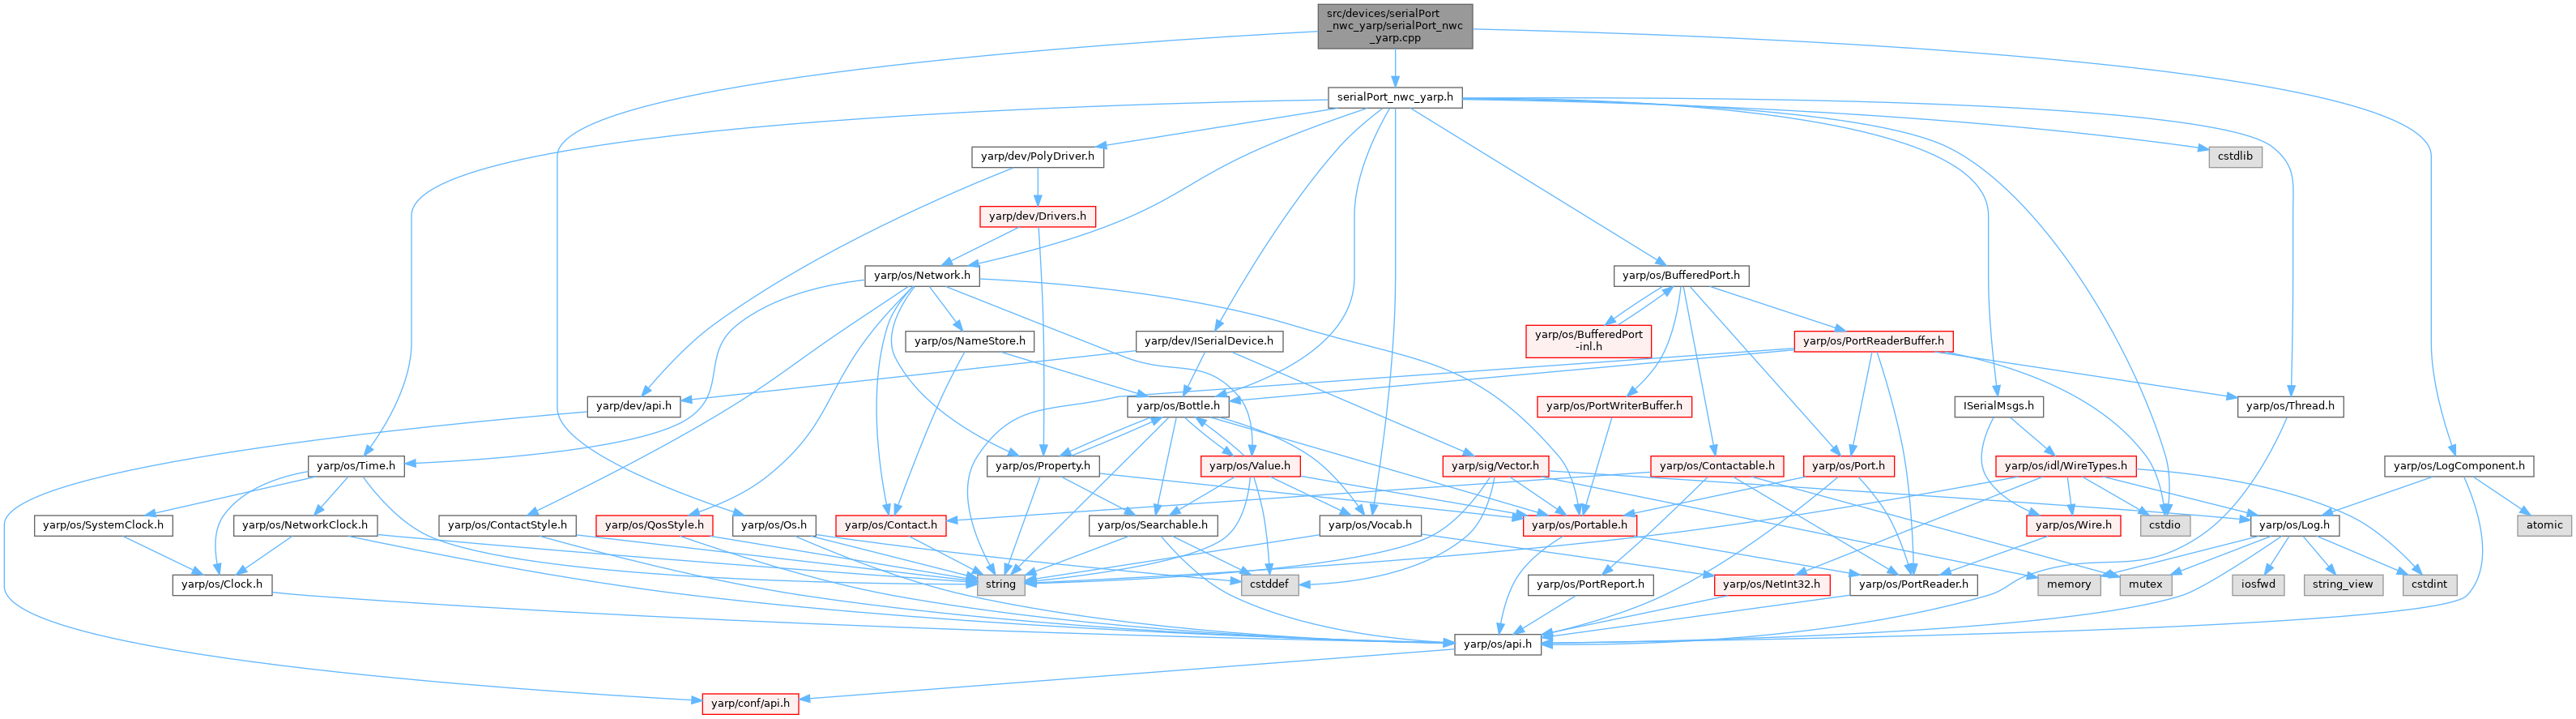 src/devices/serialPort
_nwc_yarp/serialPort_nwc
_yarp.cpp
serialPort_nwc_yarp.h
yarp/dev/PolyDriver.h
cstdlib
yarp/dev/Drivers.h
yarp/os/Network.h
yarp/os/BufferedPort.h
yarp/os/NameStore.h
yarp/dev/ISerialDevice.h
yarp/os/BufferedPort
-inl.h
yarp/os/PortReaderBuffer.h
yarp/dev/api.h
yarp/os/Bottle.h
yarp/os/PortWriterBuffer.h
ISerialMsgs.h
yarp/os/Thread.h
yarp/os/Time.h
yarp/os/Property.h
yarp/os/Value.h
yarp/sig/Vector.h
yarp/os/Contactable.h
yarp/os/Port.h
yarp/os/idl/WireTypes.h
yarp/os/LogComponent.h
yarp/os/SystemClock.h
yarp/os/NetworkClock.h
yarp/os/ContactStyle.h
yarp/os/QosStyle.h
yarp/os/Os.h
yarp/os/Contact.h
yarp/os/Searchable.h
yarp/os/Vocab.h
yarp/os/Portable.h
yarp/os/Wire.h
cstdio
yarp/os/Log.h
atomic
yarp/os/Clock.h
string
cstddef
yarp/os/PortReport.h
yarp/os/NetInt32.h
yarp/os/PortReader.h
memory
mutex
iosfwd
string_view
cstdint
yarp/os/api.h
yarp/conf/api.h